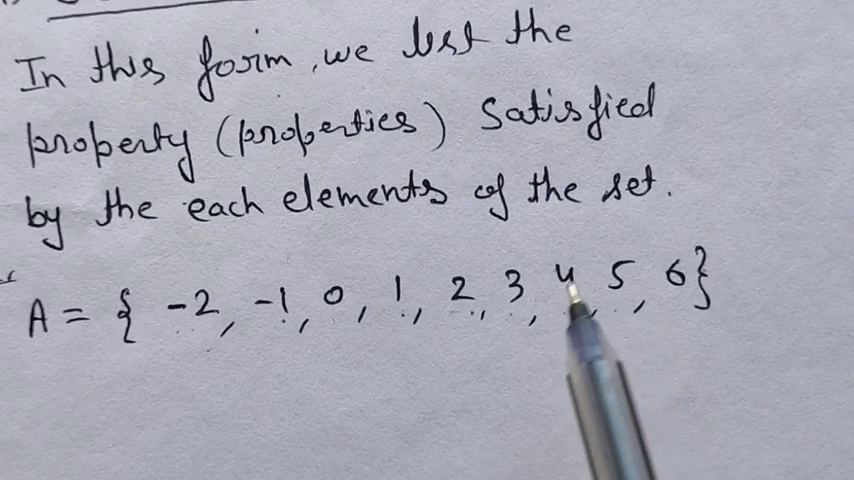 In this form, we list the
property (properties) satisfied
by the each elements of the set.
A = { -2, -1, 0, 1, 2, 3, 4, 5, 6}